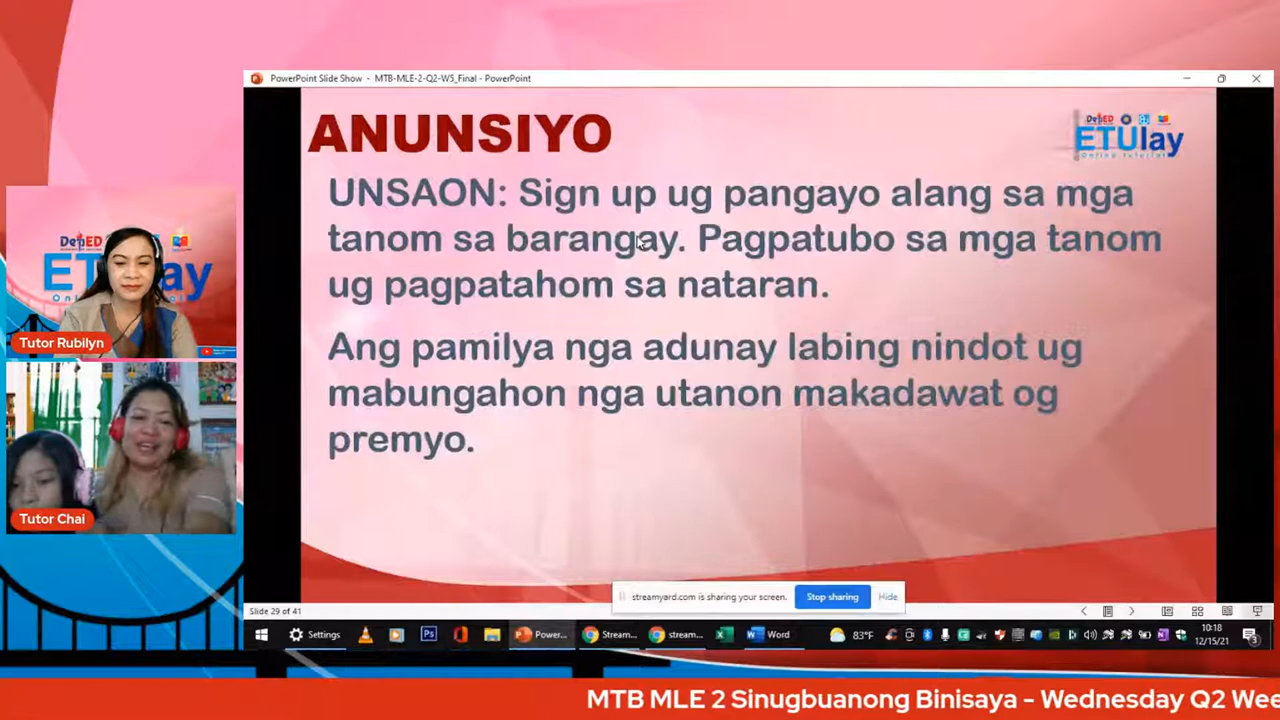 PowerPoint Slide Show - MTB-MLE-2-Q2-W5_Final - PowerPoint
ANUNSIYO
DepED
ETUlay
Online Tutorial
UNSAON: Sign up ug pangayo alang sa mga
tanom sa barangay. Pagpatubo sa mga tanom
ug pagpatahom sa nataran.
Ang pamilya nga adunay labing nindot ug
mabungahon nga utanon makadawat og
premyo.
DepED
Tutor Rubilyn
Tutor Chai
streamyard.com is sharing your screen.
Stop sharing
Hide
Slide 29 of 41
Settings
Power...
Stream...
stream...
Word
83°F
10:18
12/15/21
MTB MLE 2 Sinugbuanong Binisaya - Wednesday Q2 Wee